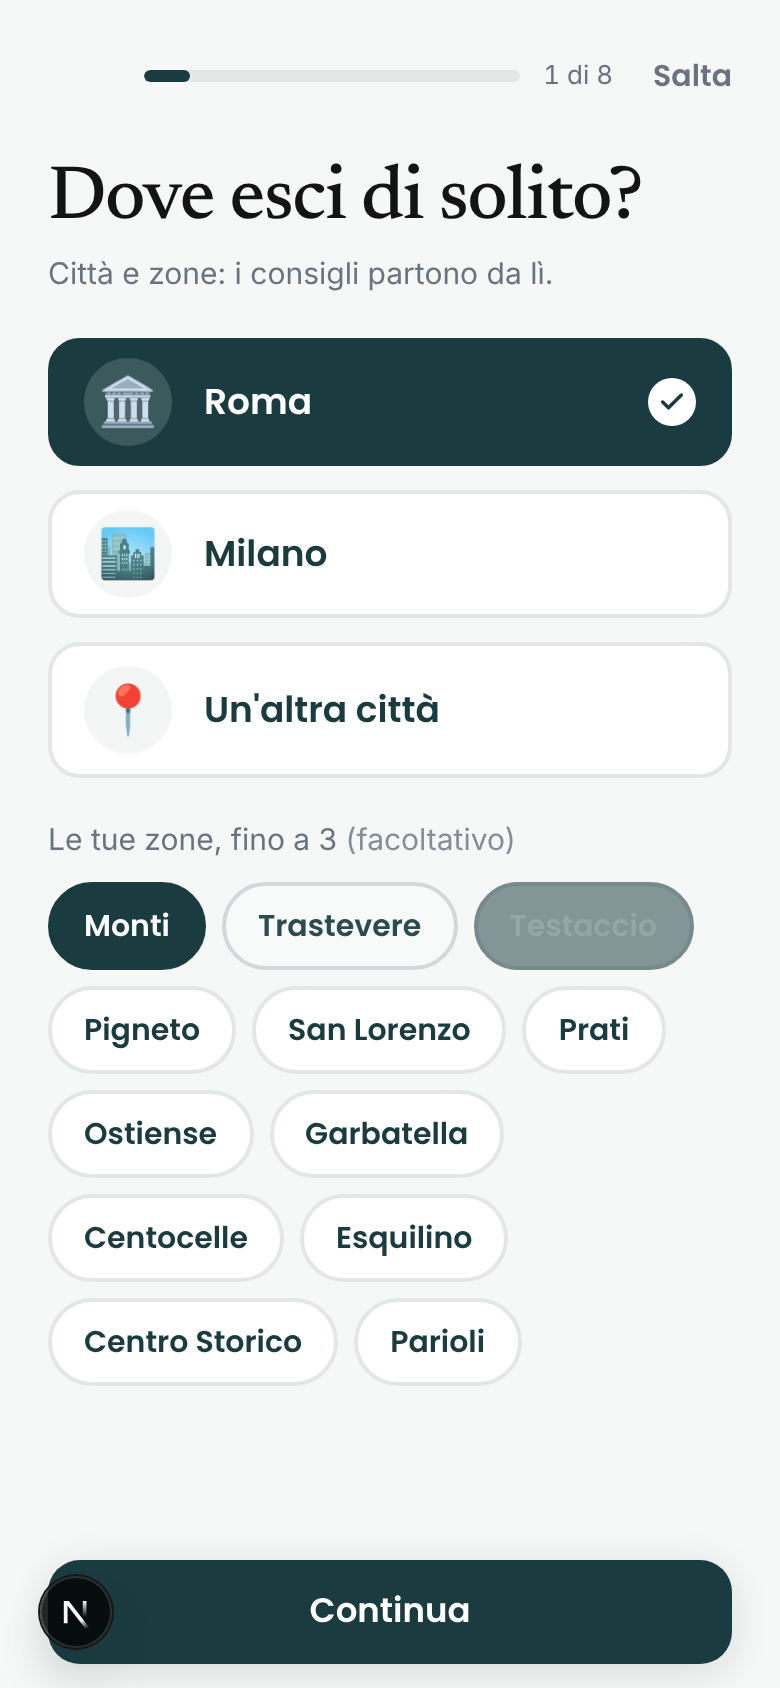 1 di 8 Salta
Dove esci di solito?
Città e zone: i consigli partono da lì.
Roma
Milano
Un'altra città
Le tue zone, fino a 3 (facoltativo)
Monti Trastevere Testaccio
Pigneto San Lorenzo Prati
Ostiense Garbatella
Centocelle Esquilino
Centro Storico Parioli
N Continua